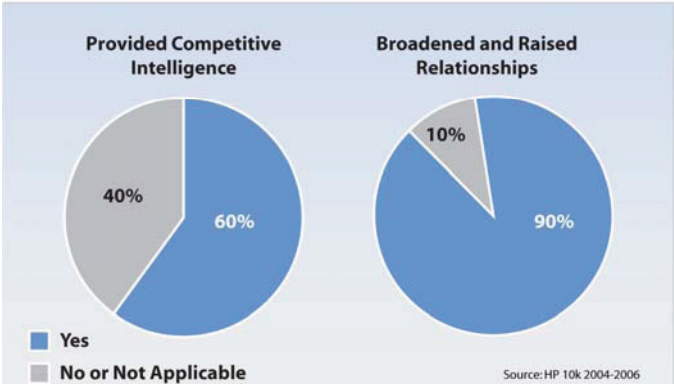 Provided Competitive
Intelligence
40%
60%
Broadened and Raised
Relationships
10%
90%
Yes
No or Not Applicable
Source: HP 10k 2004-2006